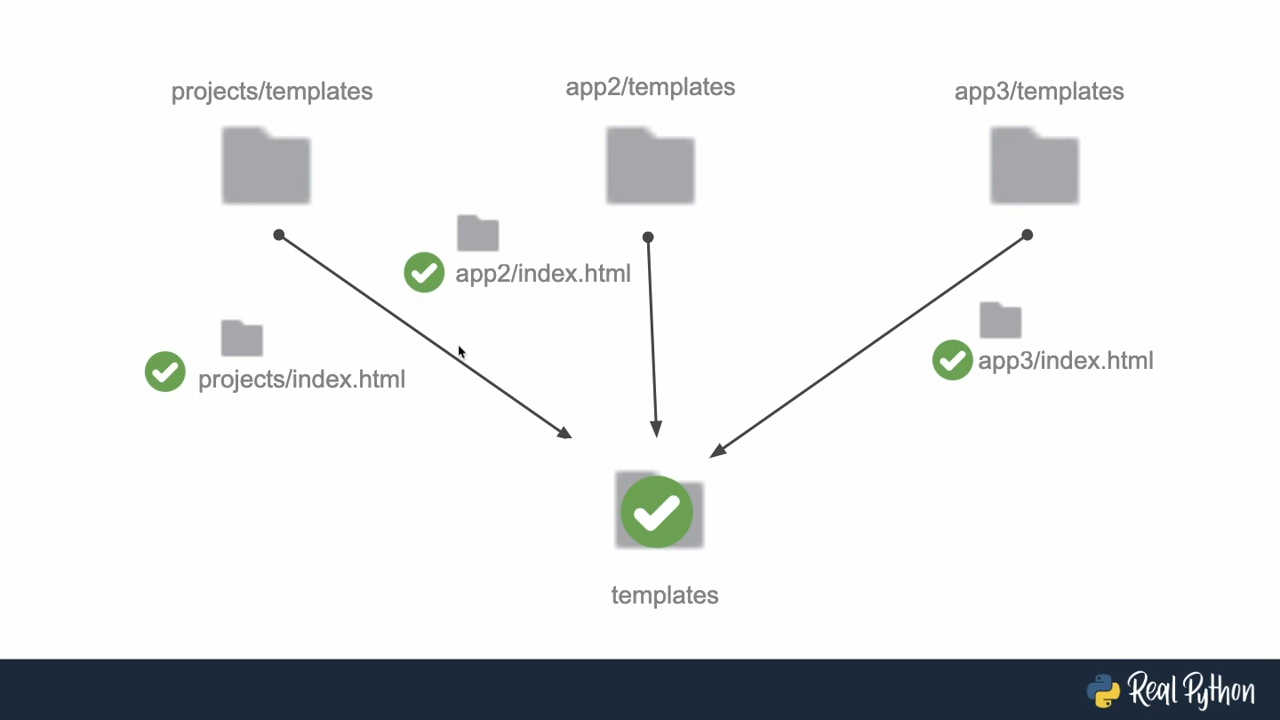 projects/templates
app2/templates
app3/templates
app2/index.html
projects/index.html
app3/index.html
templates
Real Python